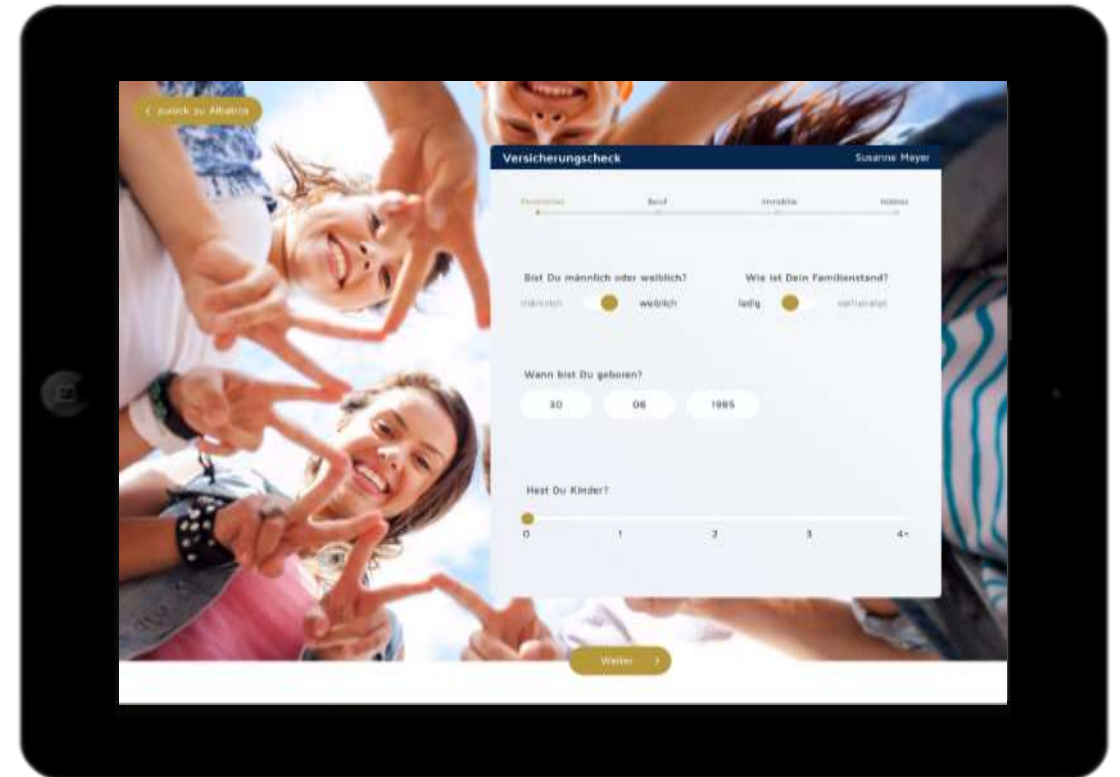 zurück zu Albatros
Versicherungscheck Susanne Meyer
Persönliches Beruf Immobilie Hobbies
Bist Du männlich oder weiblich? Wie ist Dein Familienstand?
männlich weiblich ledig verheiratet
Wann bist Du geboren?
30 06 1985
Hast Du Kinder?
0 1 2 3 4+
Weiter